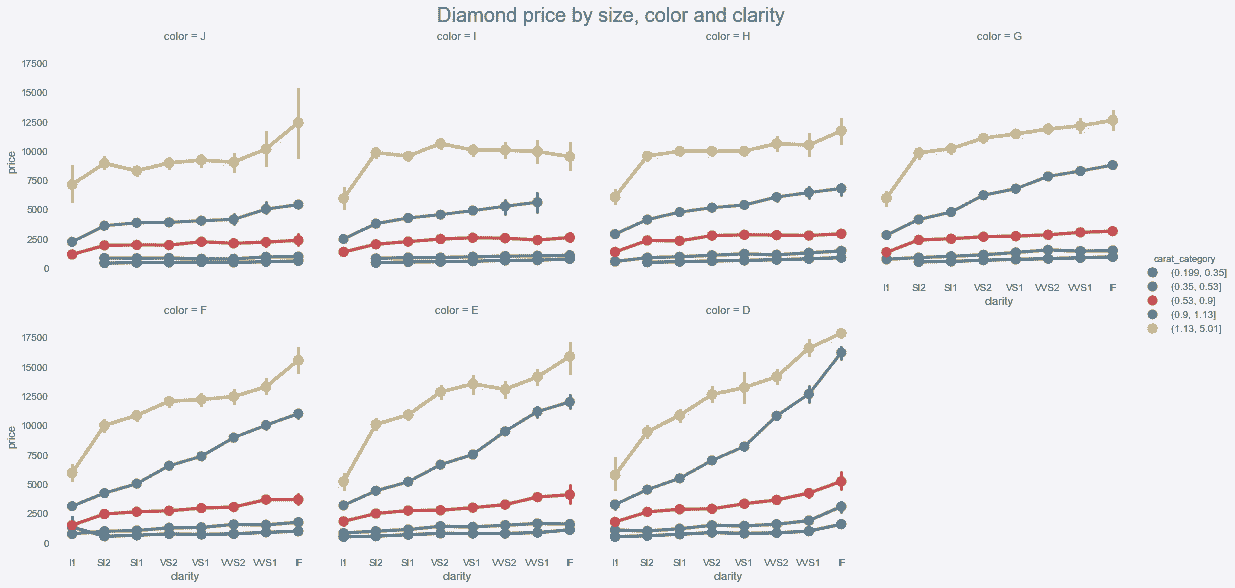 Diamond price by size, color and clarity
color = J
color = I
color = H
color = G
17500
15000
12500
10000
7500
5000
2500
0
price
I1 SI2 SI1 VS2 VS1 VVS2 VVS1 IF
clarity
carat_category
(0.199, 0.35]
(0.35, 0.53]
(0.53, 0.9]
(0.9, 1.13]
(1.13, 5.01]
color = F
color = E
color = D
17500
15000
12500
10000
7500
5000
2500
0
price
I1 SI2 SI1 VS2 VS1 VVS2 VVS1 IF
clarity
I1 SI2 SI1 VS2 VS1 VVS2 VVS1 IF
clarity
I1 SI2 SI1 VS2 VS1 VVS2 VVS1 IF
clarity